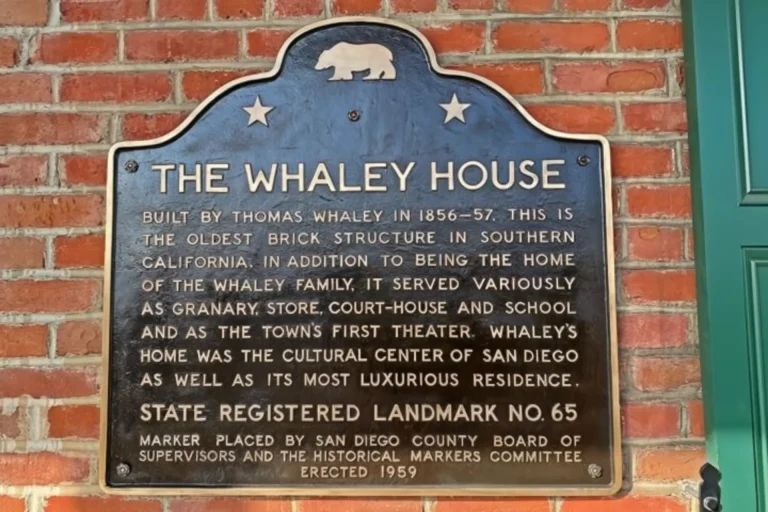 THE WHALEY HOUSE
BUILT BY THOMAS WHALEY IN 1856–57. THIS IS
THE OLDEST BRICK STRUCTURE IN SOUTHERN
CALIFORNIA. IN ADDITION TO BEING THE HOME
OF THE WHALEY FAMILY, IT SERVED VARIOUSLY
AS GRANARY, STORE, COURT-HOUSE AND SCHOOL
AND AS THE TOWN'S FIRST THEATER. WHALEY'S
HOME WAS THE CULTURAL CENTER OF SAN DIEGO
AS WELL AS ITS MOST LUXURIOUS RESIDENCE.
STATE REGISTERED LANDMARK NO. 65
MARKER PLACED BY SAN DIEGO COUNTY BOARD OF
SUPERVISORS AND THE HISTORICAL MARKERS COMMITTEE
ERECTED 1959